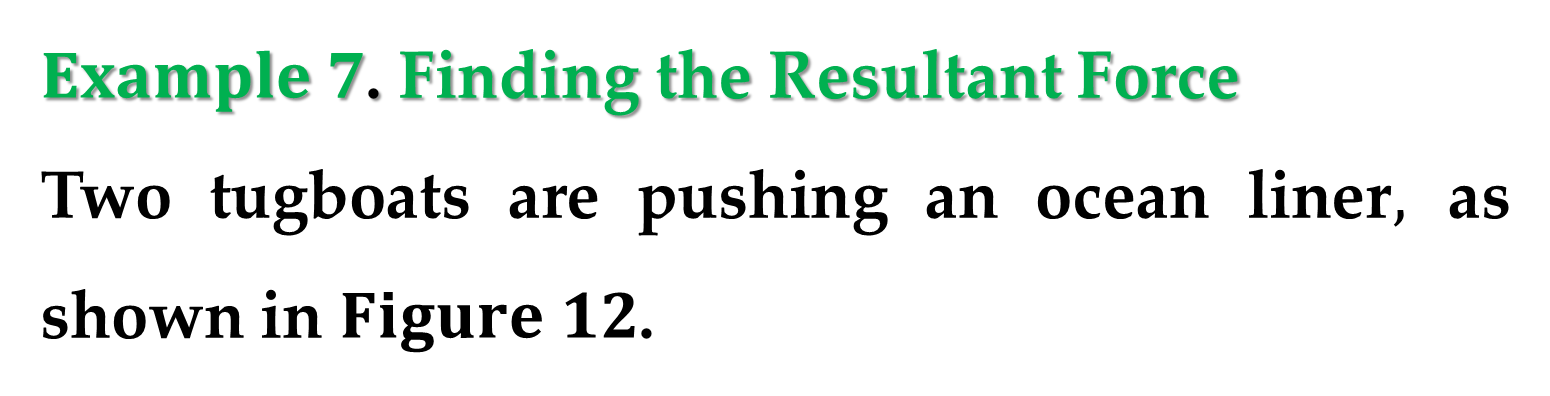 Example 7. Finding the Resultant Force
Two tugboats are pushing an ocean liner, as
shown in Figure 12.